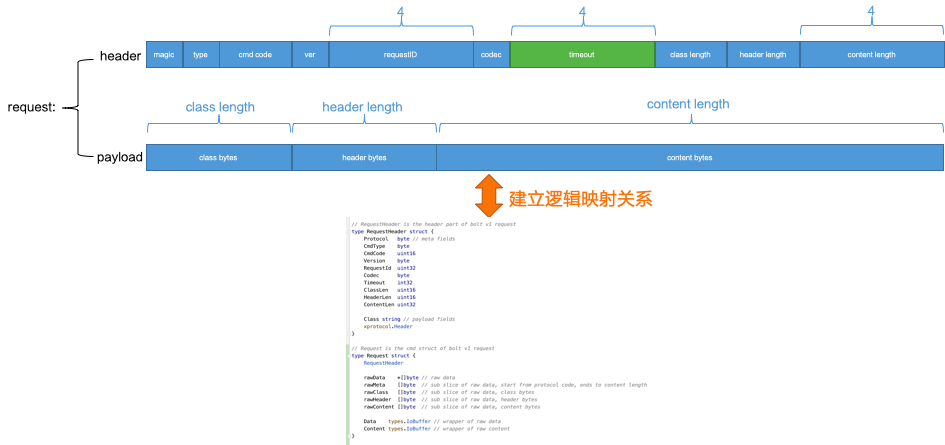 4
4
4
header
magic type cmd code ver requestID codec timeout class length header length content length
request:
class length header length content length
payload
class bytes header bytes content bytes
建立逻辑映射关系
// RequestHeader is the header part of bolt v1 request
type RequestHeader struct {
Protocol byte // meta fields
CmdType byte
CmdCode uint16
Version byte
RequestId uint32
Codec byte
Timeout int32
ClassLen uint16
HeaderLen uint16
ContentLen uint32
Class string // payload fields
xprotocol.Header
}
// Request is the cmd struct of bolt v1 request
type Request struct {
RequestHeader
rawData *[]byte // raw data
rawMeta []byte // sub slice of raw data, start from protocol code, ends to content length
rawClass []byte // sub slice of raw data, class bytes
rawHeader []byte // sub slice of raw data, header bytes
rawContent []byte // sub slice of raw data, content bytes
Data types.IoBuffer // wrapper of raw data
Content types.IoBuffer // wrapper of raw content
}